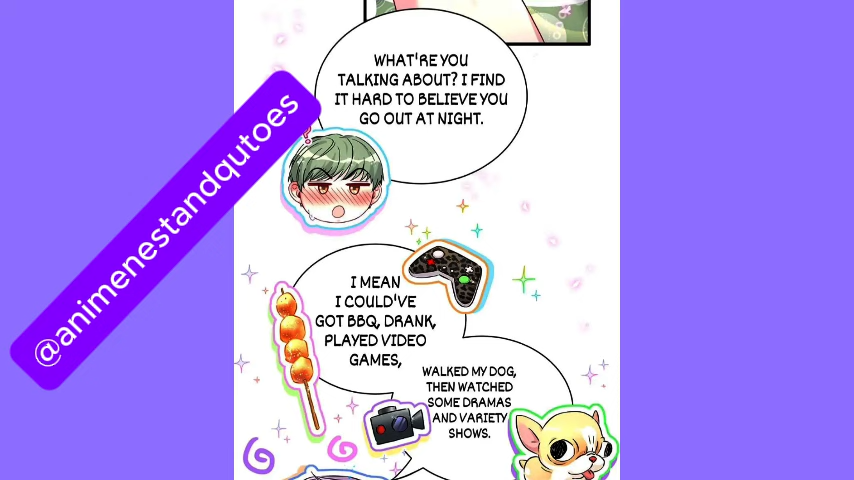 WHAT'RE YOU
TALKING ABOUT? I FIND
IT HARD TO BELIEVE YOU
GO OUT AT NIGHT.
!
@animenestandqutoes
I MEAN
I COULD'VE
GOT BBQ, DRANK,
PLAYED VIDEO
GAMES,
WALKED MY DOG,
THEN WATCHED
SOME DRAMAS
AND VARIETY
SHOWS.